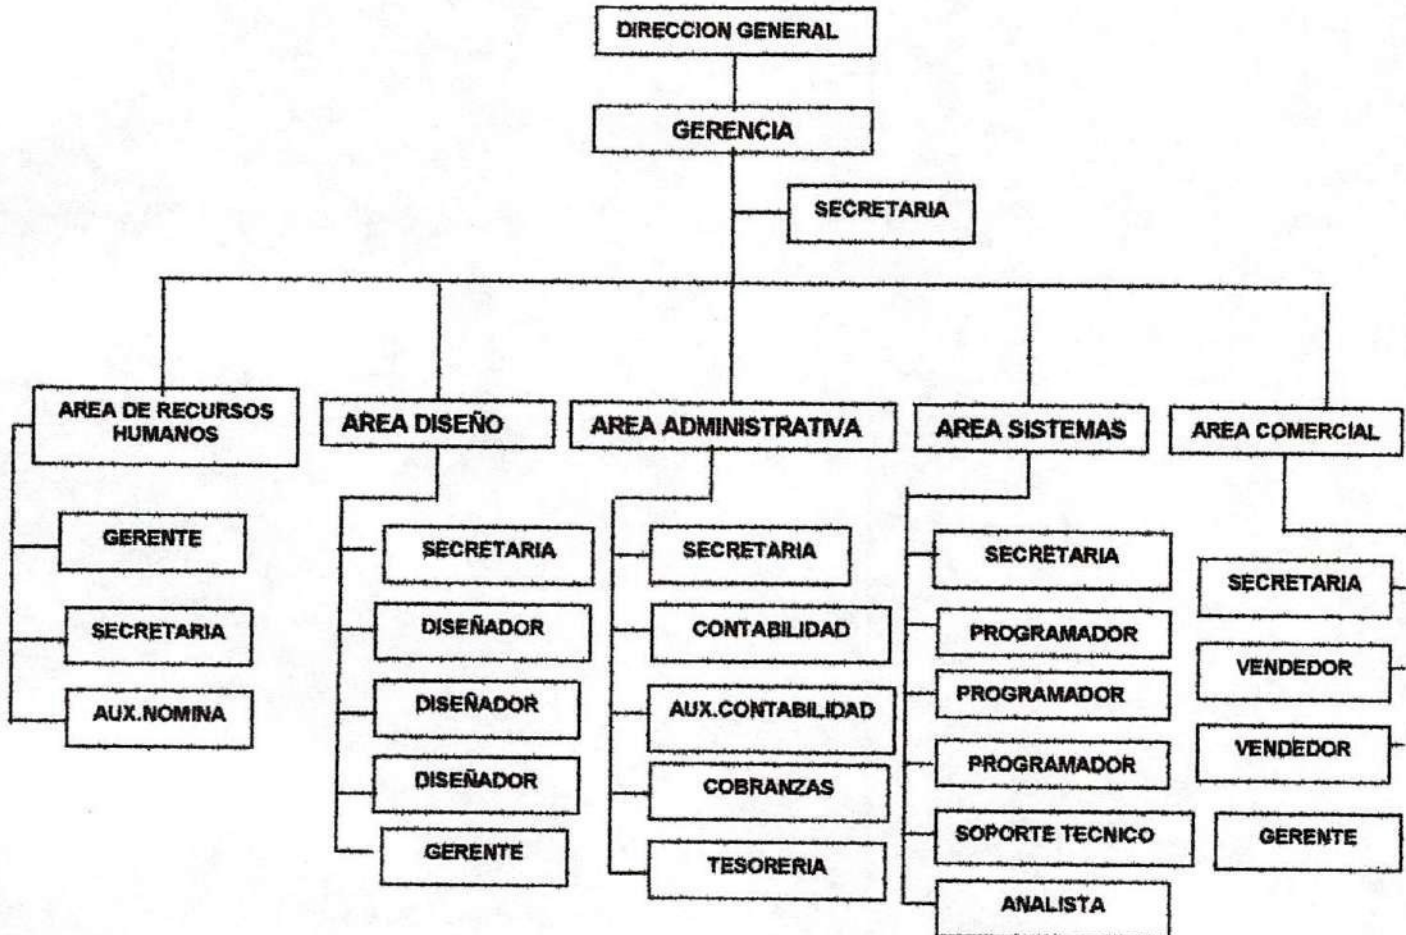 DIRECCION GENERAL
GERENCIA
SECRETARIA
AREA DE RECURSOS
HUMANOS
GERENTE
SECRETARIA
AUX.NOMINA
AREA DISEÑO
SECRETARIA
DISEÑADOR
DISEÑADOR
DISEÑADOR
GERENTE
AREA ADMINISTRATIVA
SECRETARIA
CONTABILIDAD
AUX.CONTABILIDAD
COBRANZAS
TESORERIA
AREA SISTEMAS
SECRETARIA
PROGRAMADOR
PROGRAMADOR
PROGRAMADOR
SOPORTE TECNICO
ANALISTA
AREA COMERCIAL
SECRETARIA
VENDEDOR
VENDEDOR
GERENTE